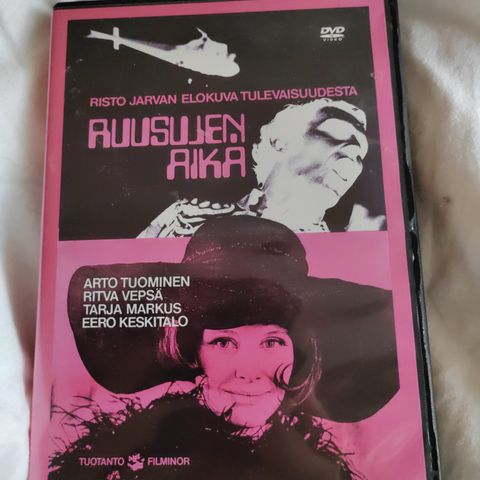 DVD
VIDEO
RISTO JARVAN ELOKUVA TULEVAISUUDESTA
RUUSUJEN
AIKA
ARTO TUOMINEN
RITVA VEPSÄ
TARJA MARKUS
EERO KESKITALO
TUOTANTO FILMINOR